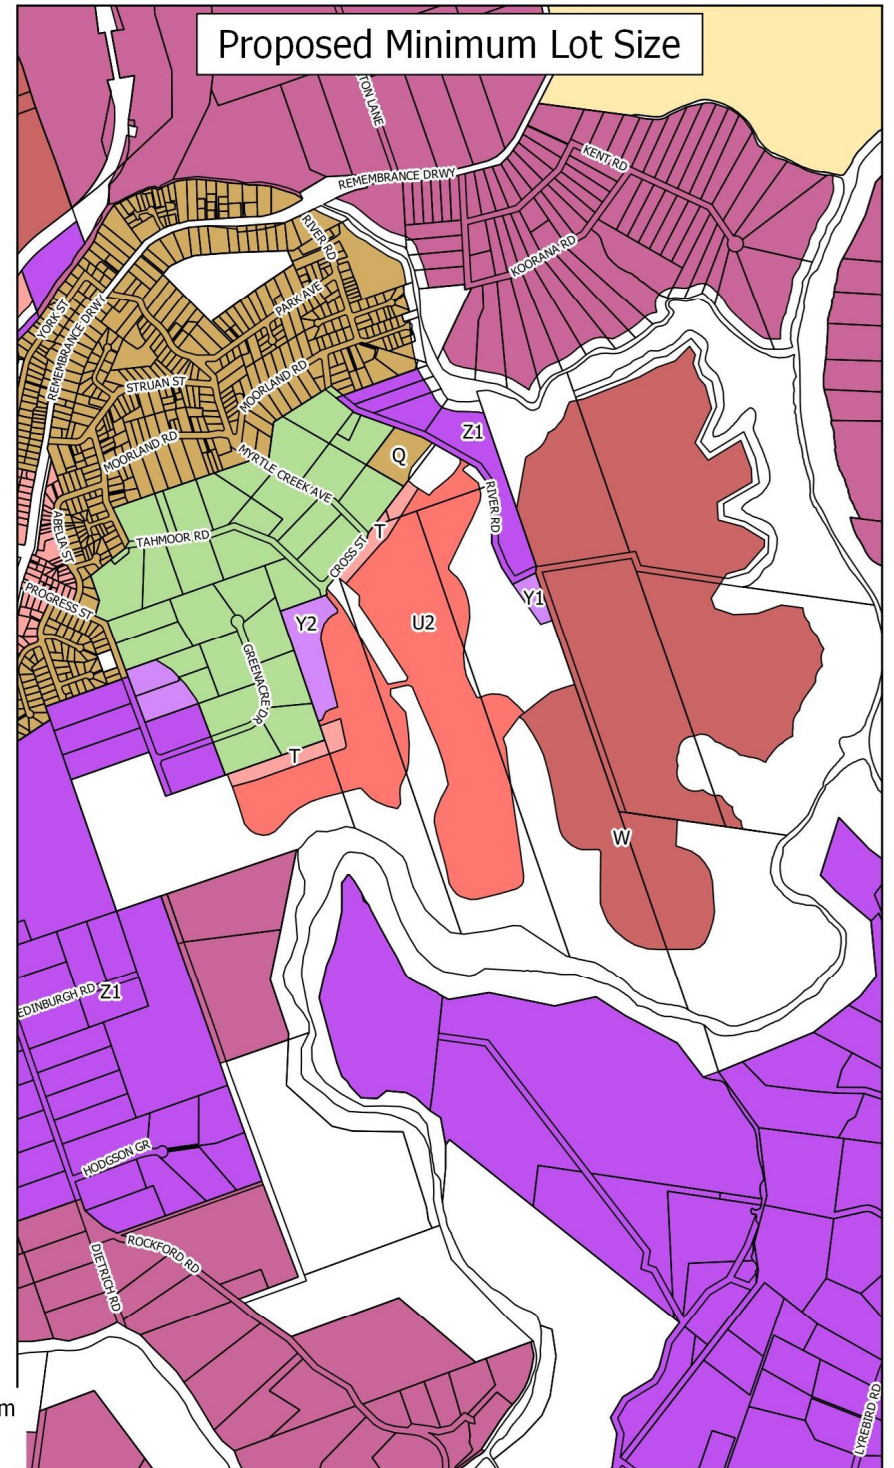 Proposed Minimum Lot Size
TON LANE
KENT RD
REMEMBRANCE DRWY
RIVER RD
KOORANA RD
PARK AVE
YORK ST
REMEMBRANCE DRWY
STRUAN ST
MOORLAND RD
Z1
MOORLAND RD
Q
MYRTLE CREEK AVE
RIVER RD
ABELIA ST
TAHMOOR RD
T
CROSS ST
PROGRESS ST
Y1
Y2
U2
GREENACRE DR
T
W
EDINBURGH RD
Z1
HODGSON GR
ROCKFORD RD
DIETRICH RD
LYREBIRD RD
m